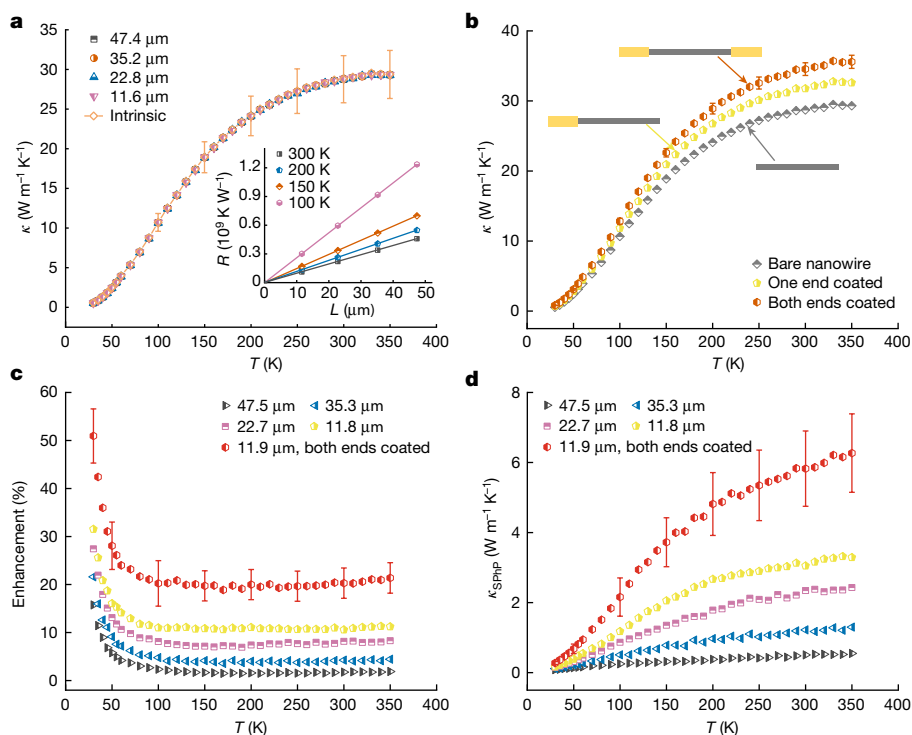 a
47.4 μm
35.2 μm
22.8 μm
11.6 μm
Intrinsic
κ (W m⁻¹ K⁻¹)
35
30
25
20
15
10
5
0
0 50 100 150 200 250 300 350 400
T (K)
300 K
200 K
150 K
100 K
R (10⁹ K W⁻¹)
1.2
0.9
0.6
0.3
0
0 10 20 30 40 50
L (μm)
b
κ (W m⁻¹ K⁻¹)
40
30
20
10
0
Bare nanowire
One end coated
Both ends coated
0 50 100 150 200 250 300 350 400
T (K)
c
47.5 μm 35.3 μm
22.7 μm 11.8 μm
11.9 μm, both ends coated
Enhancement (%)
60
50
40
30
20
10
0
0 50 100 150 200 250 300 350 400
T (K)
d
47.5 μm 35.3 μm
22.7 μm 11.8 μm
11.9 μm, both ends coated
κSPhP (W m⁻¹ K⁻¹)
8
6
4
2
0
0 50 100 150 200 250 300 350 400
T (K)